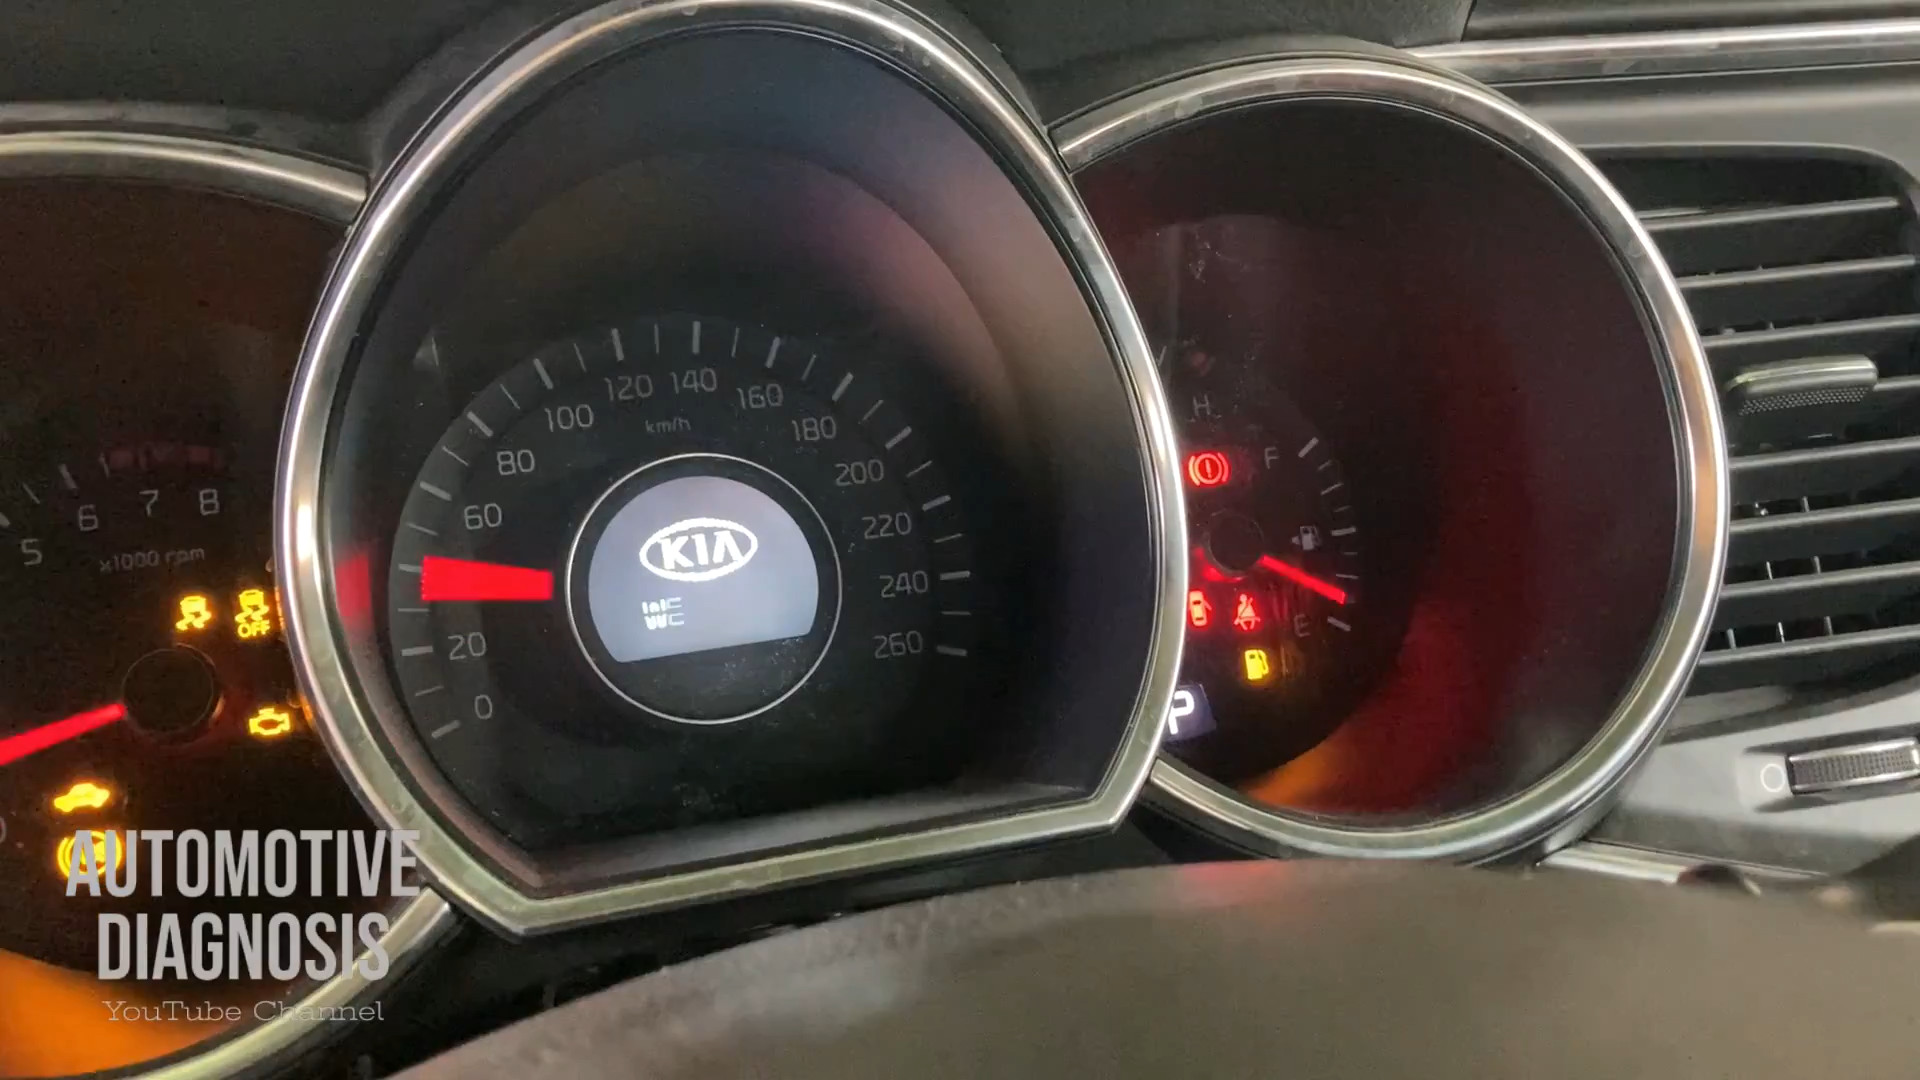 5
6
7
8
x1000 rpm
OFF
0
20
60
80
100
120
140
160
180
200
220
240
260
km/h
KIA
H
F
E
P
AUTOMOTIVE
DIAGNOSIS
YouTube Channel